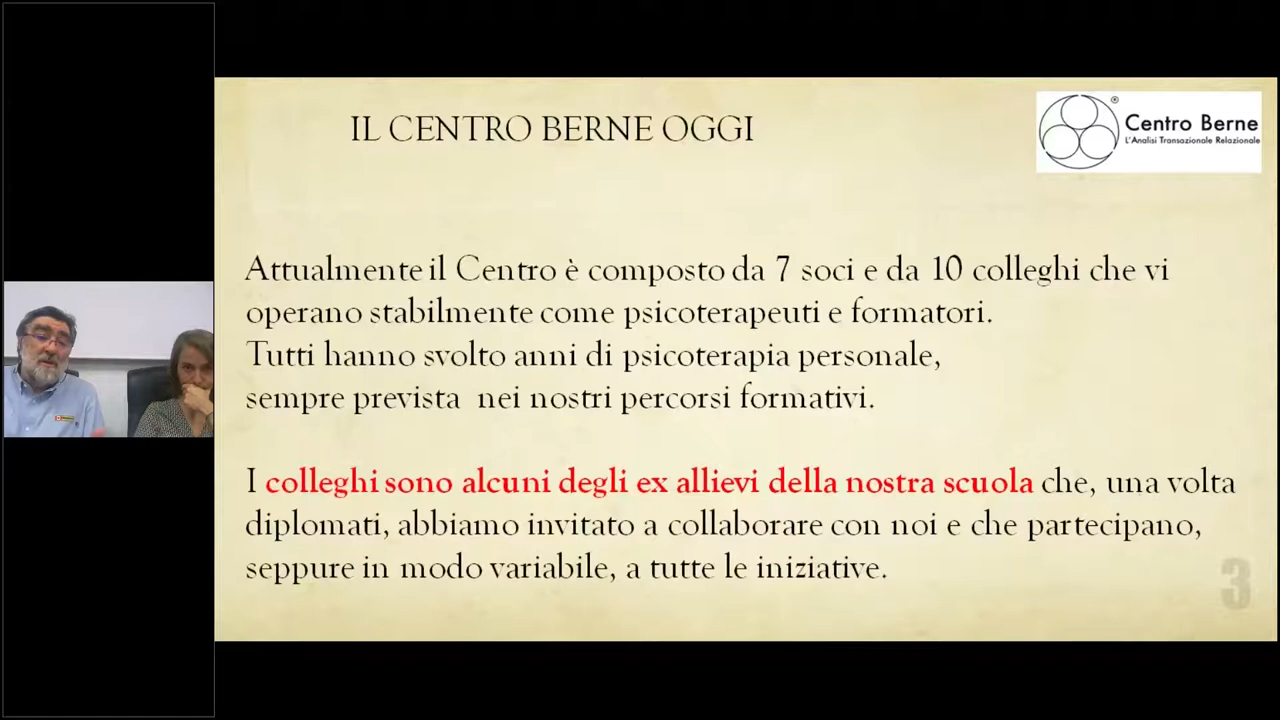 IL CENTRO BERNE OGGI
®
Centro Berne
L'Analisi Transazionale Relazionale
Attualmente il Centro è composto da 7 soci e da 10 colleghi che vi
operano stabilmente come psicoterapeuti e formatori.
Tutti hanno svolto anni di psicoterapia personale,
sempre prevista nei nostri percorsi formativi.
I colleghi sono alcuni degli ex allievi della nostra scuola che, una volta
diplomati, abbiamo invitato a collaborare con noi e che partecipano,
seppure in modo variabile, a tutte le iniziative.
3